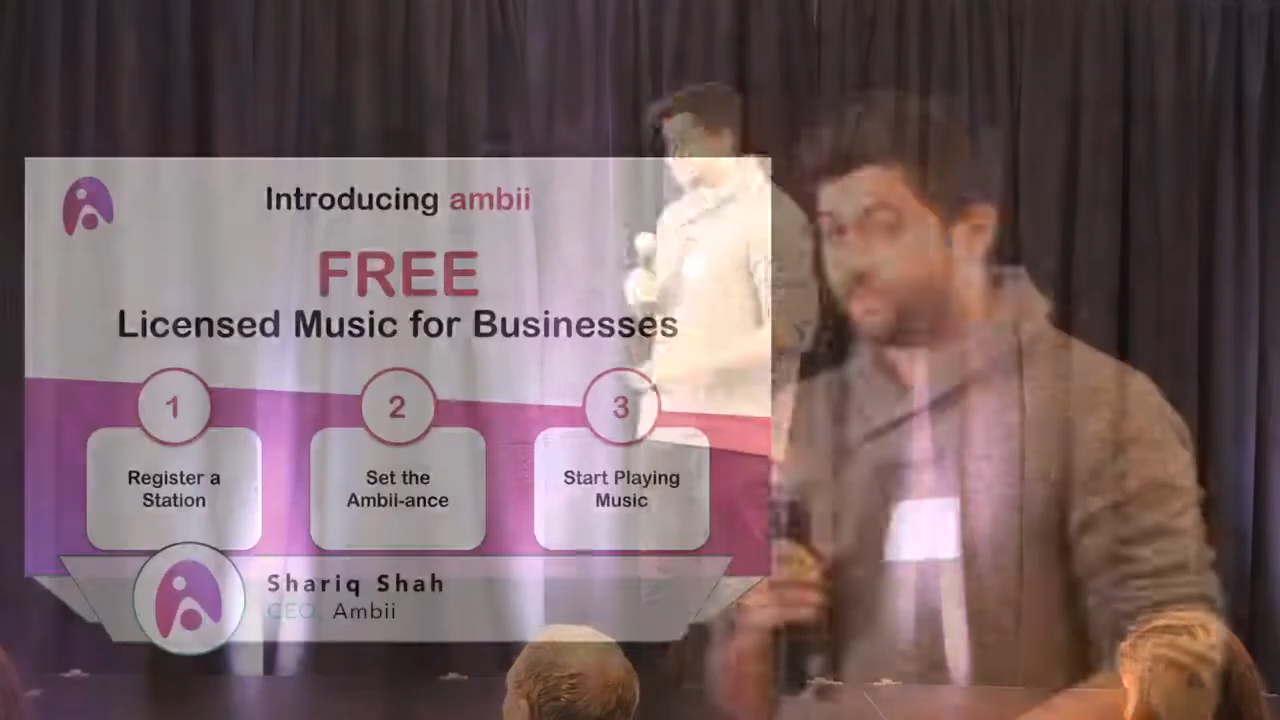 Introducing ambii
FREE
Licensed Music for Businesses
1
2
3
Register a
Station
Set the
Ambii-ance
Start Playing
Music
Shariq Shah
CEO, Ambii